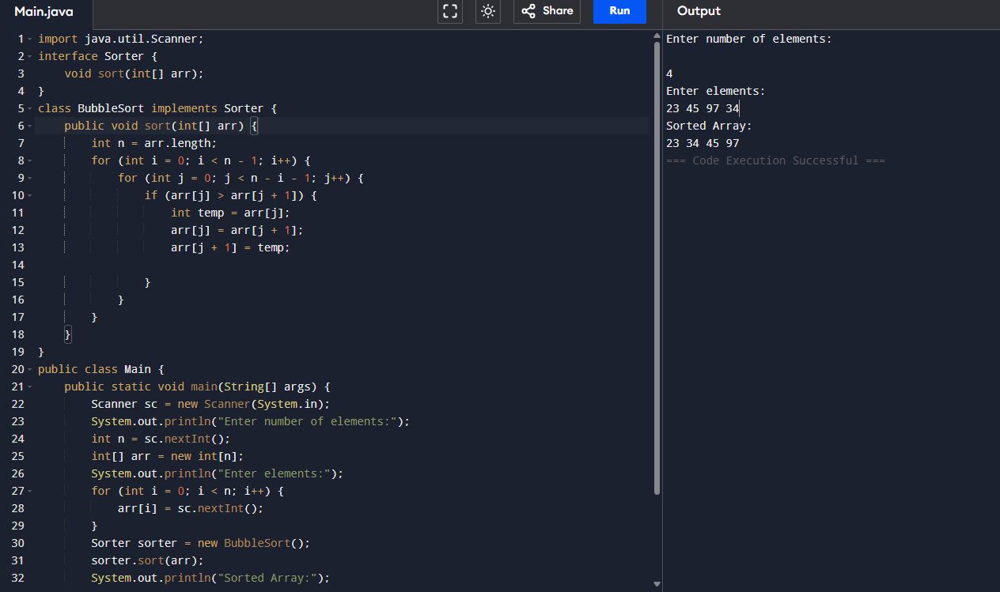 Main.java
Share
Run
Output
1 import java.util.Scanner;
2 interface Sorter {
3     void sort(int[] arr);
4 }
5 class BubbleSort implements Sorter {
6     public void sort(int[] arr) {
7         int n = arr.length;
8         for (int i = 0; i < n - 1; i++) {
9             for (int j = 0; j < n - i - 1; j++) {
10                 if (arr[j] > arr[j + 1]) {
11                     int temp = arr[j];
12                     arr[j] = arr[j + 1];
13                     arr[j + 1] = temp;
14
15                 }
16             }
17         }
18     }
19 }
20 public class Main {
21     public static void main(String[] args) {
22         Scanner sc = new Scanner(System.in);
23         System.out.println("Enter number of elements:");
24         int n = sc.nextInt();
25         int[] arr = new int[n];
26         System.out.println("Enter elements:");
27         for (int i = 0; i < n; i++) {
28             arr[i] = sc.nextInt();
29         }
30         Sorter sorter = new BubbleSort();
31         sorter.sort(arr);
32         System.out.println("Sorted Array:");
Enter number of elements:
4
Enter elements:
23 45 97 34
Sorted Array:
23 34 45 97
=== Code Execution Successful ===